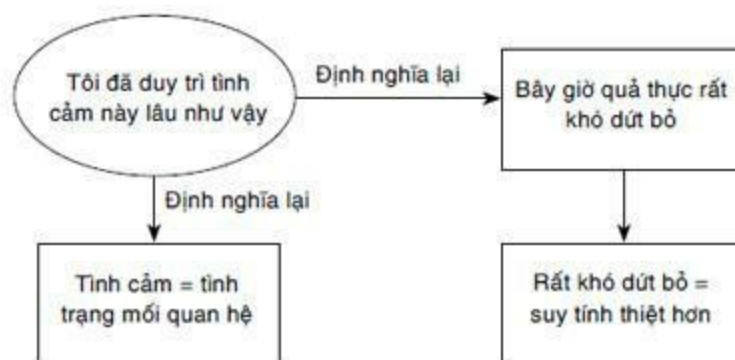 Tôi đã duy trì tình
cảm này lâu như vậy
Định nghĩa lại
Bây giờ quả thực rất
khó dứt bỏ
Định nghĩa lại
Tình cảm = tình
trạng mối quan hệ
Rất khó dứt bỏ =
suy tính thiệt hơn